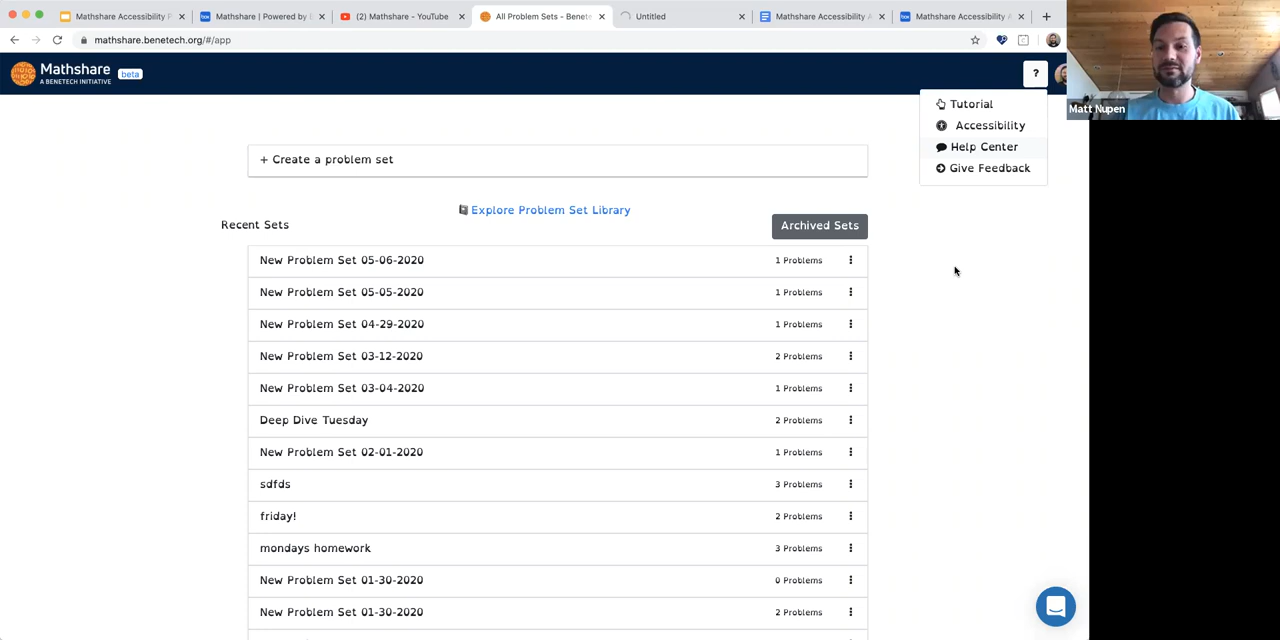 Mathshare Accessibility P
Mathshare | Powered by B
(2) Mathshare - YouTube
All Problem Sets - Benete
Untitled
Mathshare Accessibility A
Mathshare Accessibility A
mathshare.benetech.org/#/app
Mathshare
A BENETECH INITIATIVE
beta
?
Tutorial
Accessibility
Help Center
Give Feedback
Matt Nupen
+ Create a problem set
Explore Problem Set Library
Recent Sets
Archived Sets
New Problem Set 05-06-2020 1 Problems
New Problem Set 05-05-2020 1 Problems
New Problem Set 04-29-2020 1 Problems
New Problem Set 03-12-2020 2 Problems
New Problem Set 03-04-2020 1 Problems
Deep Dive Tuesday 2 Problems
New Problem Set 02-01-2020 1 Problems
sdfds 3 Problems
friday! 2 Problems
mondays homework 3 Problems
New Problem Set 01-30-2020 0 Problems
New Problem Set 01-30-2020 2 Problems